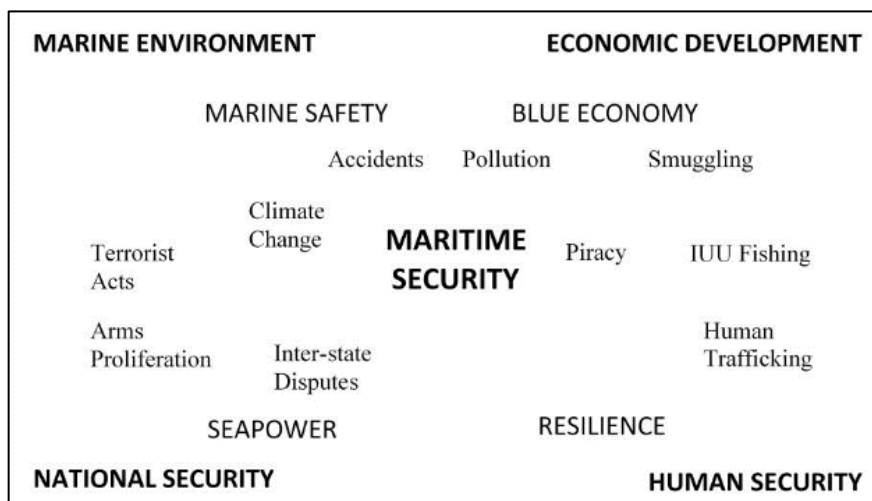 MARINE ENVIRONMENT
ECONOMIC DEVELOPMENT
MARINE SAFETY
BLUE ECONOMY
Accidents
Pollution
Smuggling
Climate
Change
Terrorist
Acts
MARITIME
SECURITY
Piracy
IUU Fishing
Arms
Proliferation
Inter-state
Disputes
Human
Trafficking
SEAPOWER
RESILIENCE
NATIONAL SECURITY
HUMAN SECURITY